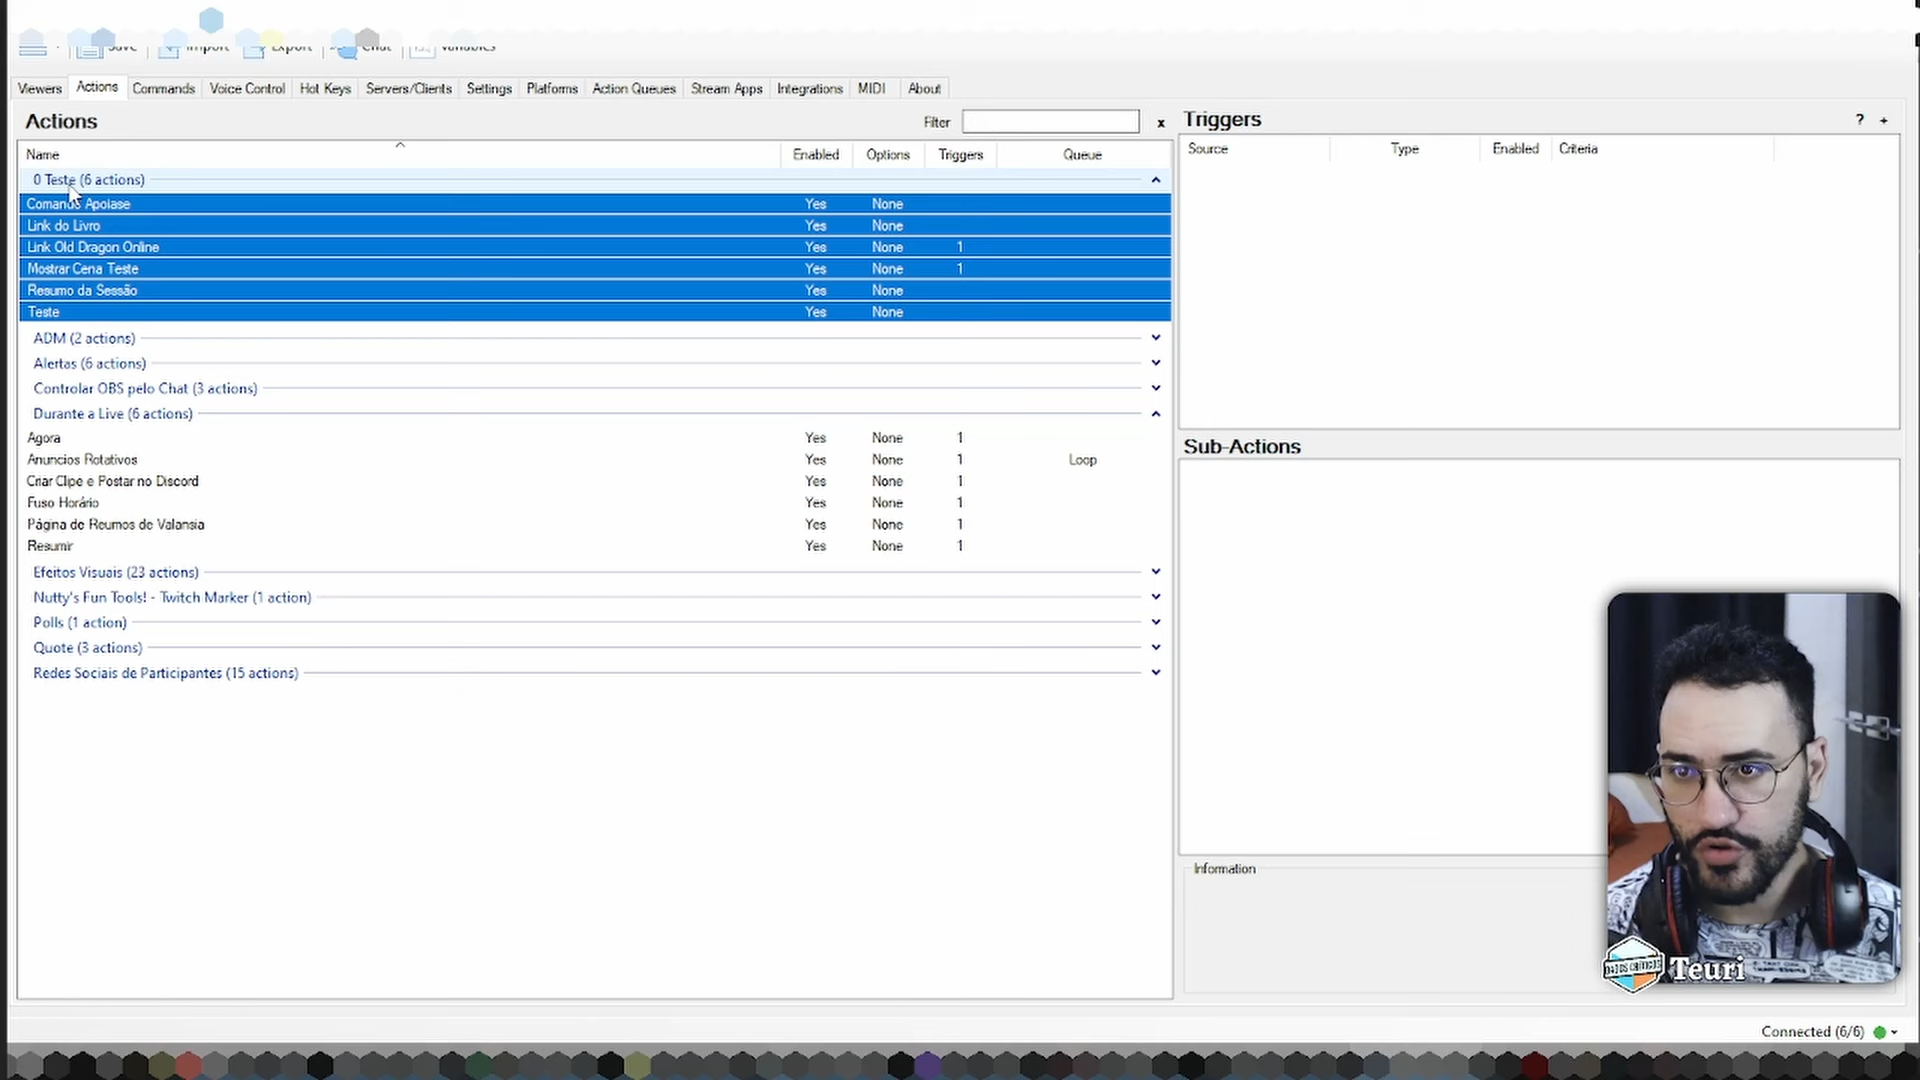 Save Import Export Chat Variables
Viewers Actions Commands Voice Control Hot Keys Servers/Clients Settings Platforms Action Queues Stream Apps Integrations MIDI About
Actions Filter x
Name Enabled Options Triggers Queue
0 Teste (6 actions)
Comando Apoiase Yes None
Link do Livro Yes None
Link Old Dragon Online Yes None 1
Mostrar Cena Teste Yes None 1
Resumo da Sessão Yes None
Teste Yes None
ADM (2 actions)
Alertas (6 actions)
Controlar OBS pelo Chat (3 actions)
Durante a Live (6 actions)
Agora Yes None 1
Anuncios Rotativos Yes None 1 Loop
Criar Clipe e Postar no Discord Yes None 1
Fuso Horário Yes None 1
Página de Reumos de Valansia Yes None 1
Resumir Yes None 1
Efeitos Visuais (23 actions)
Nutty's Fun Tools! - Twitch Marker (1 action)
Polls (1 action)
Quote (3 actions)
Redes Sociais de Participantes (15 actions)
Triggers ? +
Source Type Enabled Criteria
Sub-Actions
Information
Teuri
Connected (6/6)